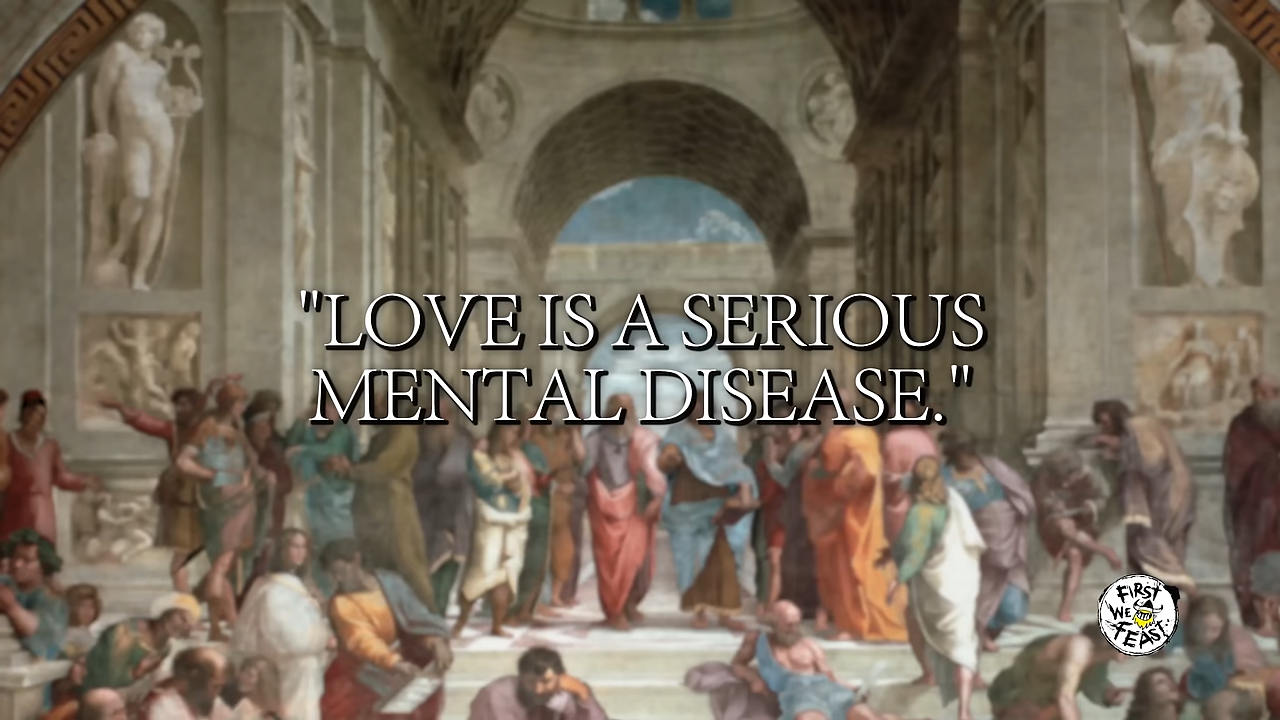 "LOVE IS A SERIOUS
MENTAL DISEASE."
FIRST
WE
FEAST